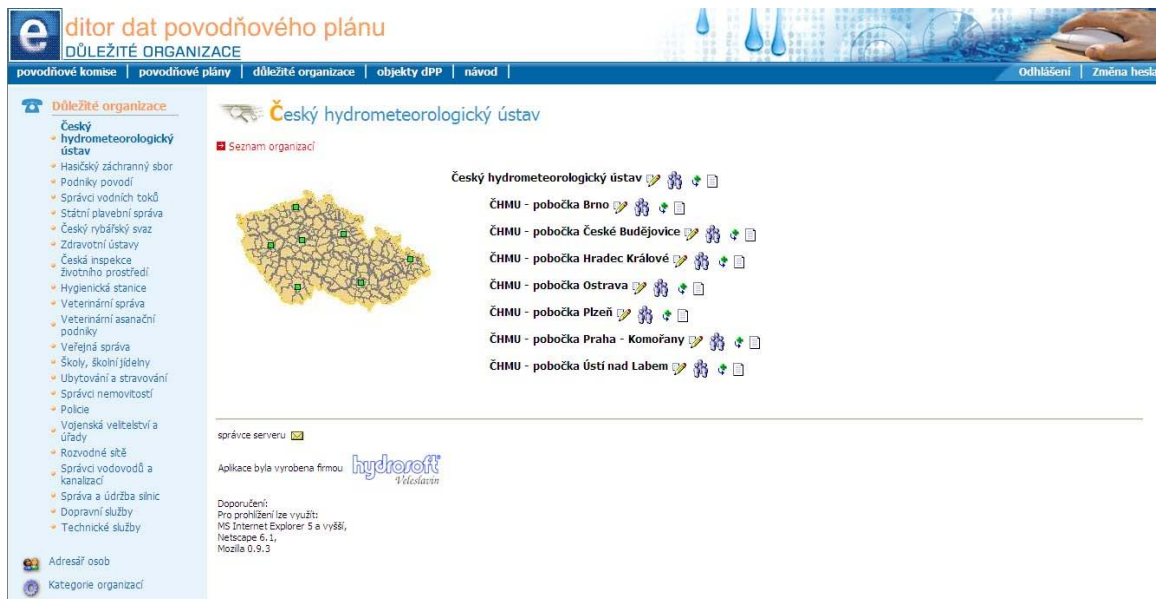 e ditor dat povodňového plánu
DŮLEŽITÉ ORGANIZACE
povodňové komise | povodňové plány | důležité organizace | objekty dPP | návod |
Odhlášení | Změna hesla
Důležité organizace
Český
hydrometeorologický
ústav
Hasičský záchranný sbor
Podniky povodí
Správci vodních toků
Státní plavební správa
Český rybářský svaz
Zdravotní ústavy
Česká inspekce
životního prostředí
Hygienická stanice
Veterinární správa
Veterinární asanační
podniky
Veřejná správa
Školy, školní jídelny
Ubytování a stravování
Správci nemovitostí
Policie
Vojenská velitelství a
úřady
Rozvodné sítě
Správci vodovodů a
kanalizací
Správa a údržba silnic
Dopravní služby
Technické služby
Adresář osob
Kategorie organizací
Český hydrometeorologický ústav
Seznam organizací
Český hydrometeorologický ústav
ČHMU - pobočka Brno
ČHMU - pobočka České Budějovice
ČHMU - pobočka Hradec Králové
ČHMU - pobočka Ostrava
ČHMU - pobočka Plzeň
ČHMU - pobočka Praha - Komořany
ČHMU - pobočka Ústí nad Labem
správce serveru
Aplikace byla vyrobena firmou hydrosoft
Veleslavín
Doporučení:
Pro prohlížení lze využít:
MS Internet Explorer 5 a vyšší,
Netscape 6.1,
Mozilla 0.9.3